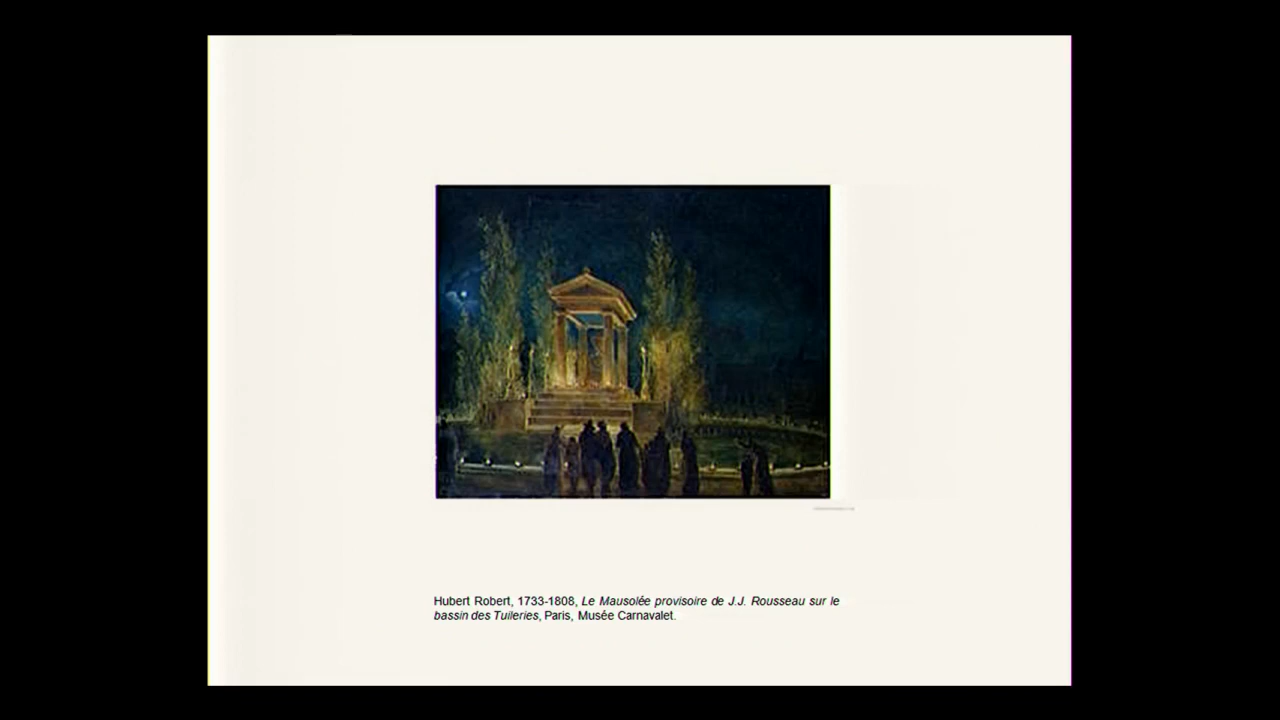 Hubert Robert, 1733-1808, Le Mausolée provisoire de J.J. Rousseau sur le
bassin des Tuileries, Paris, Musée Carnavalet.